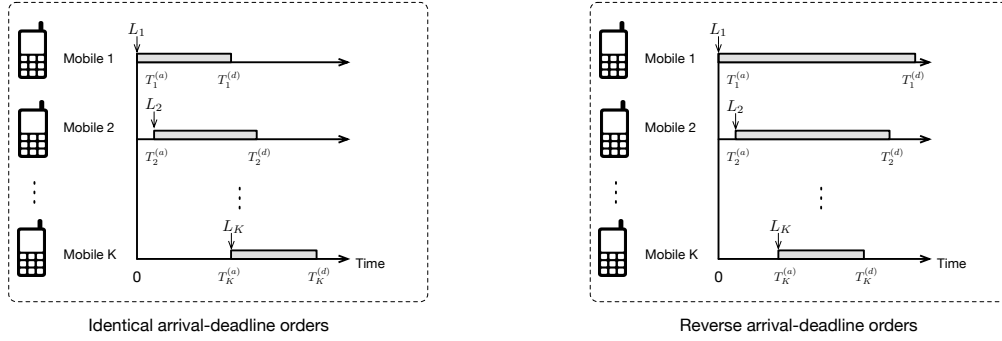 L_1
Mobile 1
T_1^{(a)} T_1^{(d)}
L_2
Mobile 2
T_2^{(a)} T_2^{(d)}
L_K
Mobile K
Time
0 T_K^{(a)} T_K^{(d)}
Identical arrival-deadline orders
L_1
Mobile 1
T_1^{(a)} T_1^{(d)}
L_2
Mobile 2
T_2^{(a)} T_2^{(d)}
L_K
Mobile K
Time
0 T_K^{(a)} T_K^{(d)}
Reverse arrival-deadline orders